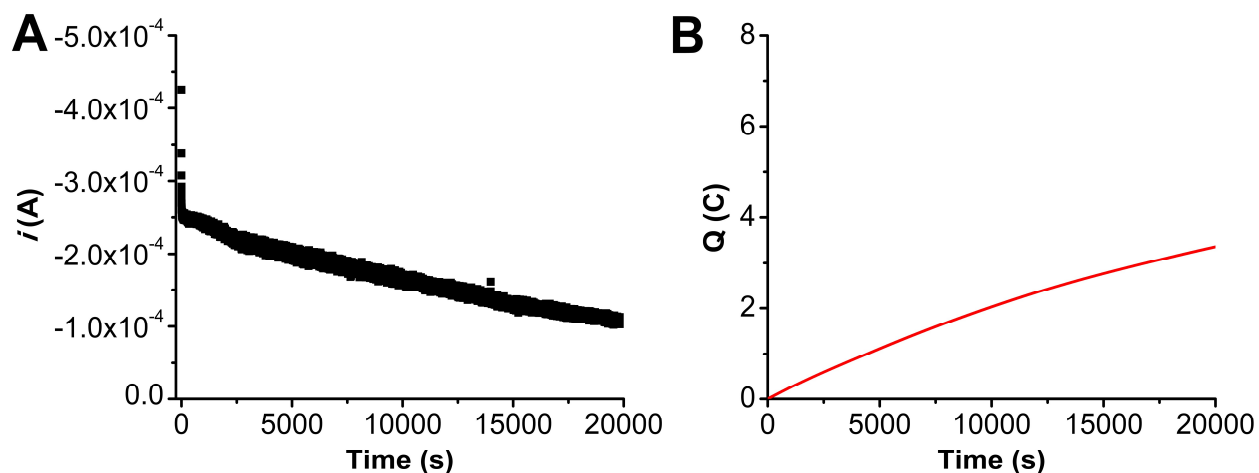 A
-5.0x10⁻⁴
-4.0x10⁻⁴
-3.0x10⁻⁴
-2.0x10⁻⁴
-1.0x10⁻⁴
0.0
i (A)
0 5000 10000 15000 20000
Time (s)
B
8
6
4
2
0
Q (C)
0 5000 10000 15000 20000
Time (s)